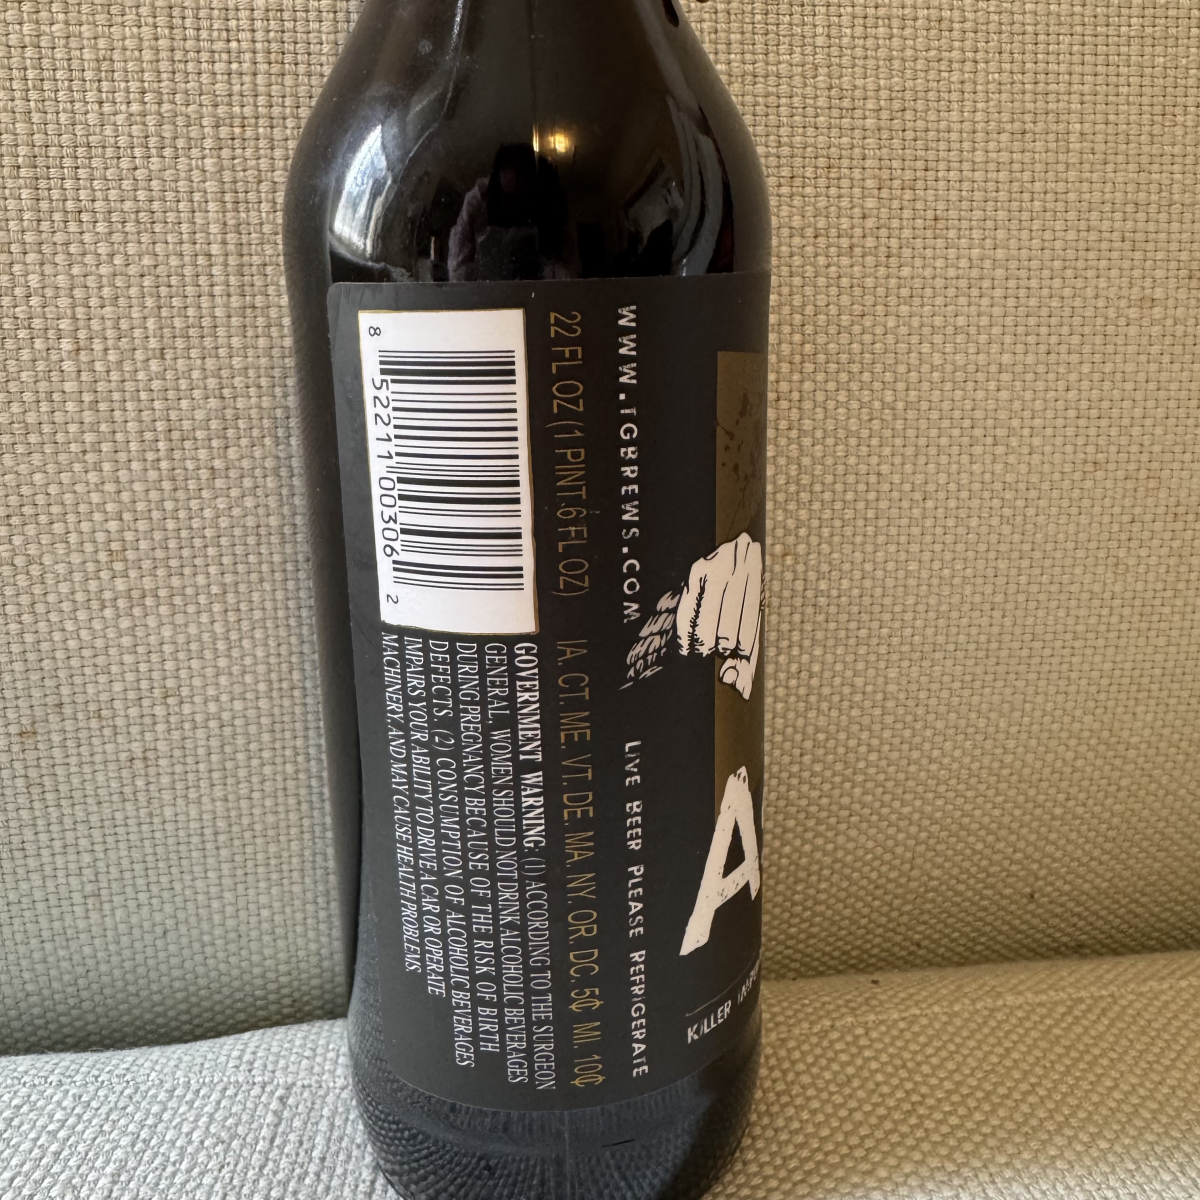 8 52211 00306 2
22 FL OZ (1 PINT 6 FL OZ) IA. CT. ME. VT. DE. MA. NY. OR. DC. 5¢ MI. 10¢
GOVERNMENT WARNING: (1) ACCORDING TO THE SURGEON
GENERAL, WOMEN SHOULD NOT DRINK ALCOHOLIC BEVERAGES
DURING PREGNANCY BECAUSE OF THE RISK OF BIRTH
DEFECTS. (2) CONSUMPTION OF ALCOHOLIC BEVERAGES
IMPAIRS YOUR ABILITY TO DRIVE A CAR OR OPERATE
MACHINERY, AND MAY CAUSE HEALTH PROBLEMS.
WWW.TGBREWS.COM LIVE BEER PLEASE REFRIGERATE
A
KILLER